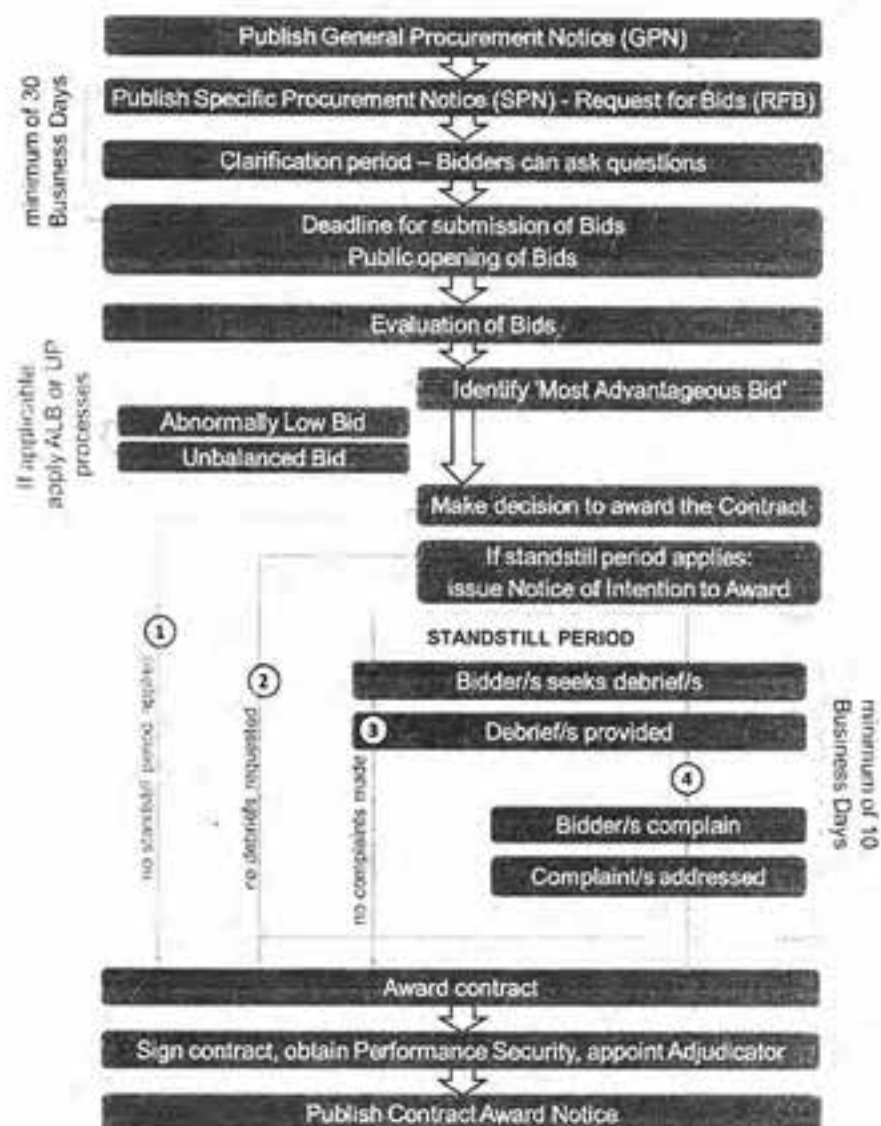 Publish General Procurement Notice (GPN)
minimum of 30
Business Days
Publish Specific Procurement Notice (SPN) - Request for Bids (RFB)
Clarification period – Bidders can ask questions
Deadline for submission of Bids
Public opening of Bids
Evaluation of Bids
If applicable
apply ALB or UP
processes
Identify 'Most Advantageous Bid'
Abnormally Low Bid
Unbalanced Bid
Make decision to award the Contract
If standstill period applies:
issue Notice of Intention to Award
STANDSTILL PERIOD
1
no standstill period
2
no debriefs requested
Bidder/s seeks debrief/s
3
Debrief/s provided
no complaints made
4
Bidder/s complain
Complaint/s addressed
minimum of 10
Business Days
Award contract
Sign contract, obtain Performance Security, appoint Adjudicator
Publish Contract Award Notice